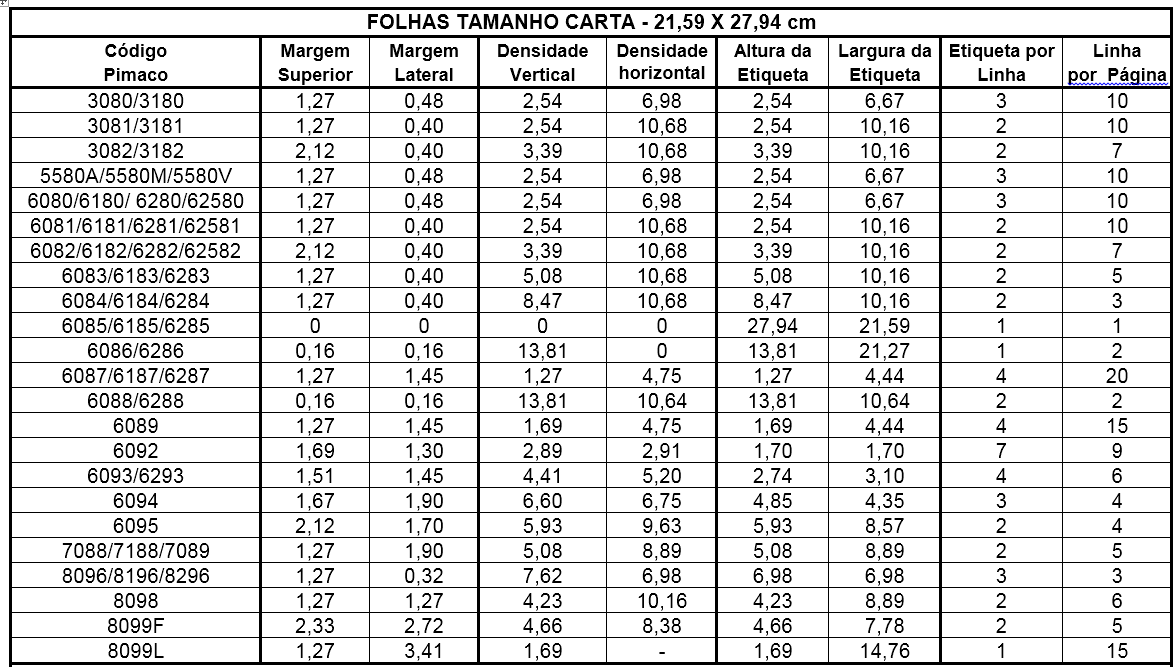 FOLHAS TAMANHO CARTA - 21,59 X 27,94 cm
Código Pimaco Margem Superior Margem Lateral Densidade Vertical Densidade horizontal Altura da Etiqueta Largura da Etiqueta Etiqueta por Linha Linha por Página
3080/3180 1,27 0,48 2,54 6,98 2,54 6,67 3 10
3081/3181 1,27 0,40 2,54 10,68 2,54 10,16 2 10
3082/3182 2,12 0,40 3,39 10,68 3,39 10,16 2 7
5580A/5580M/5580V 1,27 0,48 2,54 6,98 2,54 6,67 3 10
6080/6180/ 6280/62580 1,27 0,48 2,54 6,98 2,54 6,67 3 10
6081/6181/6281/62581 1,27 0,40 2,54 10,68 2,54 10,16 2 10
6082/6182/6282/62582 2,12 0,40 3,39 10,68 3,39 10,16 2 7
6083/6183/6283 1,27 0,40 5,08 10,68 5,08 10,16 2 5
6084/6184/6284 1,27 0,40 8,47 10,68 8,47 10,16 2 3
6085/6185/6285 0 0 0 0 27,94 21,59 1 1
6086/6286 0,16 0,16 13,81 0 13,81 21,27 1 2
6087/6187/6287 1,27 1,45 1,27 4,75 1,27 4,44 4 20
6088/6288 0,16 0,16 13,81 10,64 13,81 10,64 2 2
6089 1,27 1,45 1,69 4,75 1,69 4,44 4 15
6092 1,69 1,30 2,89 2,91 1,70 1,70 7 9
6093/6293 1,51 1,45 4,41 5,20 2,74 3,10 4 6
6094 1,67 1,90 6,60 6,75 4,85 4,35 3 4
6095 2,12 1,70 5,93 9,63 5,93 8,57 2 4
7088/7188/7089 1,27 1,90 5,08 8,89 5,08 8,89 2 5
8096/8196/8296 1,27 0,32 7,62 6,98 6,98 6,98 3 3
8098 1,27 1,27 4,23 10,16 4,23 8,89 2 6
8099F 2,33 2,72 4,66 8,38 4,66 7,78 2 5
8099L 1,27 3,41 1,69 - 1,69 14,76 1 15